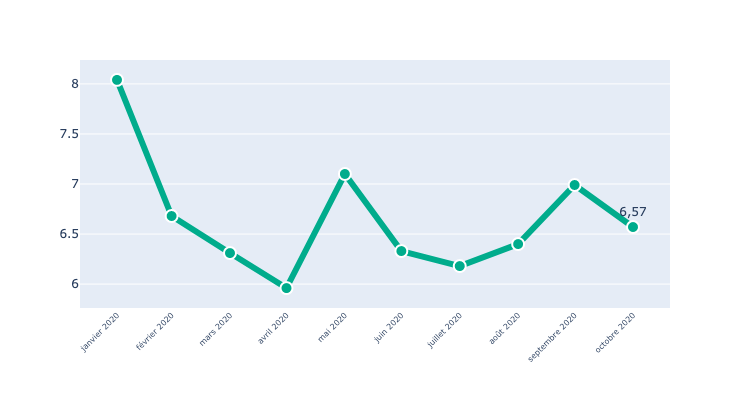 8
7.5
7
6.5
6
6,57
janvier 2020
février 2020
mars 2020
avril 2020
mai 2020
juin 2020
juillet 2020
août 2020
septembre 2020
octobre 2020